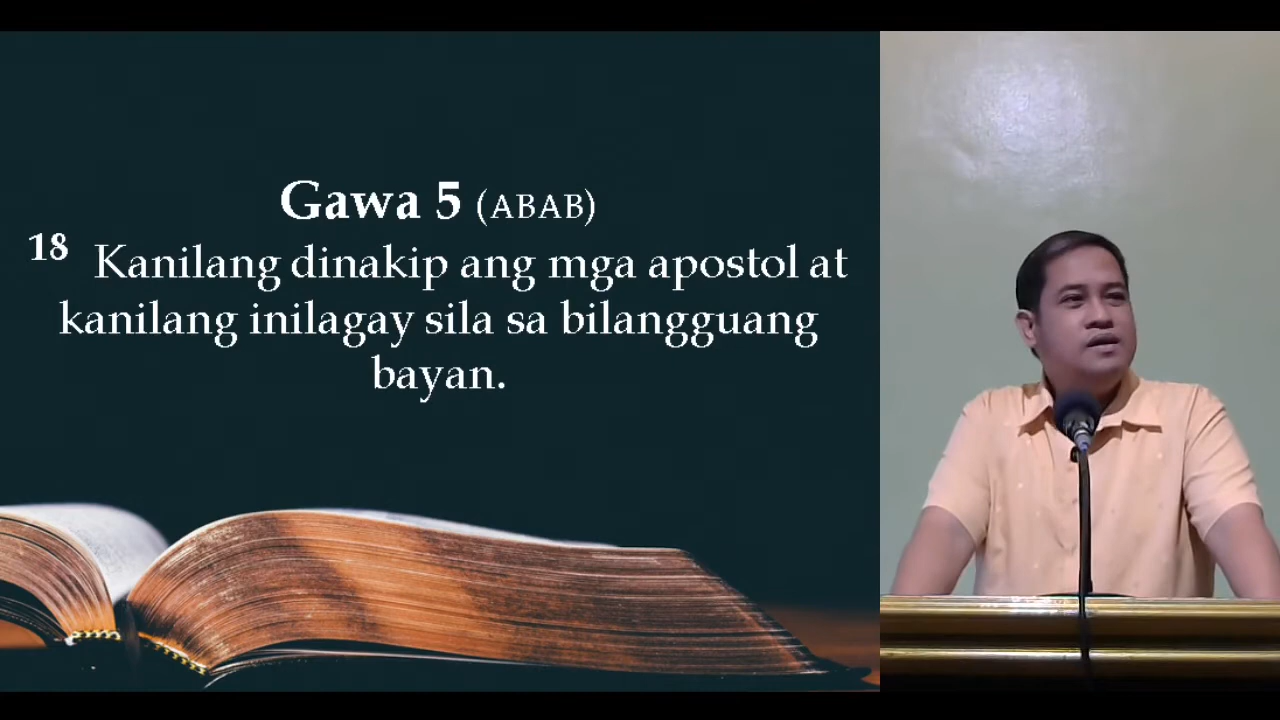 Gawa 5 (ABAB)
18 Kanilang dinakip ang mga apostol at
kanilang inilagay sila sa bilangguang
bayan.